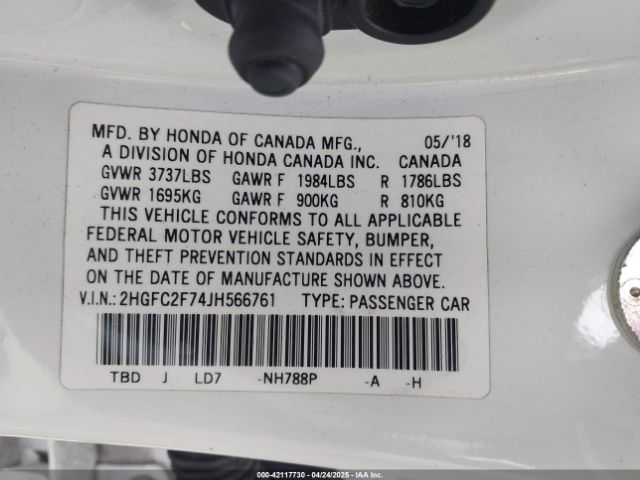 MFD. BY HONDA OF CANADA MFG., 05/'18
A DIVISION OF HONDA CANADA INC. CANADA
GVWR 3737LBS GAWR F 1984LBS R 1786LBS
GVWR 1695KG GAWR F 900KG R 810KG
THIS VEHICLE CONFORMS TO ALL APPLICABLE
FEDERAL MOTOR VEHICLE SAFETY, BUMPER,
AND THEFT PREVENTION STANDARDS IN EFFECT
ON THE DATE OF MANUFACTURE SHOWN ABOVE.
V.I.N.: 2HGFC2F74JH566761 TYPE: PASSENGER CAR
TBD J LD7 -NH788P -A -H
000 - 42117730 - 04/24/2025 - IAA Inc. All Rights Reserved